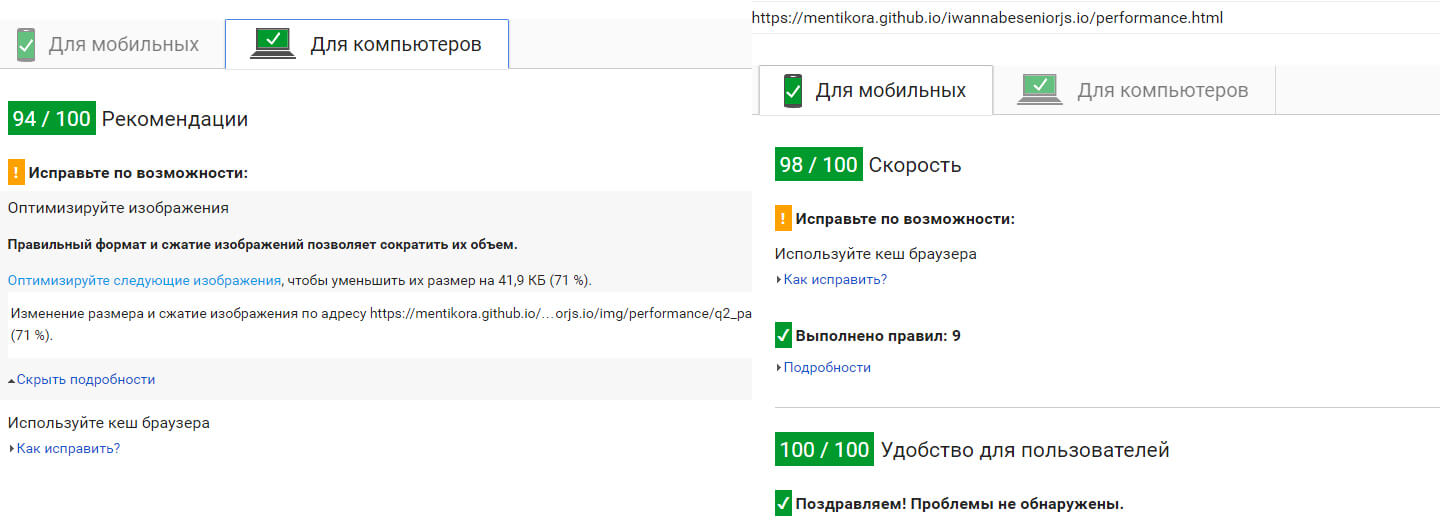 Для мобильных
Для компьютеров
94 / 100 Рекомендации
! Исправьте по возможности:
Оптимизируйте изображения
Правильный формат и сжатие изображений позволяет сократить их объем.
Оптимизируйте следующие изображения, чтобы уменьшить их размер на 41,9 КБ (71 %).
Изменение размера и сжатие изображения по адресу https://mentikora.github.io/…orjs.io/img/performance/q2_pa
(71 %).
Скрыть подробности
Используйте кеш браузера
Как исправить?
https://mentikora.github.io/iwannabeseniorjs.io/performance.html
Для мобильных
Для компьютеров
98 / 100 Скорость
! Исправьте по возможности:
Используйте кеш браузера
Как исправить?
Выполнено правил: 9
Подробности
100 / 100 Удобство для пользователей
Поздравляем! Проблемы не обнаружены.